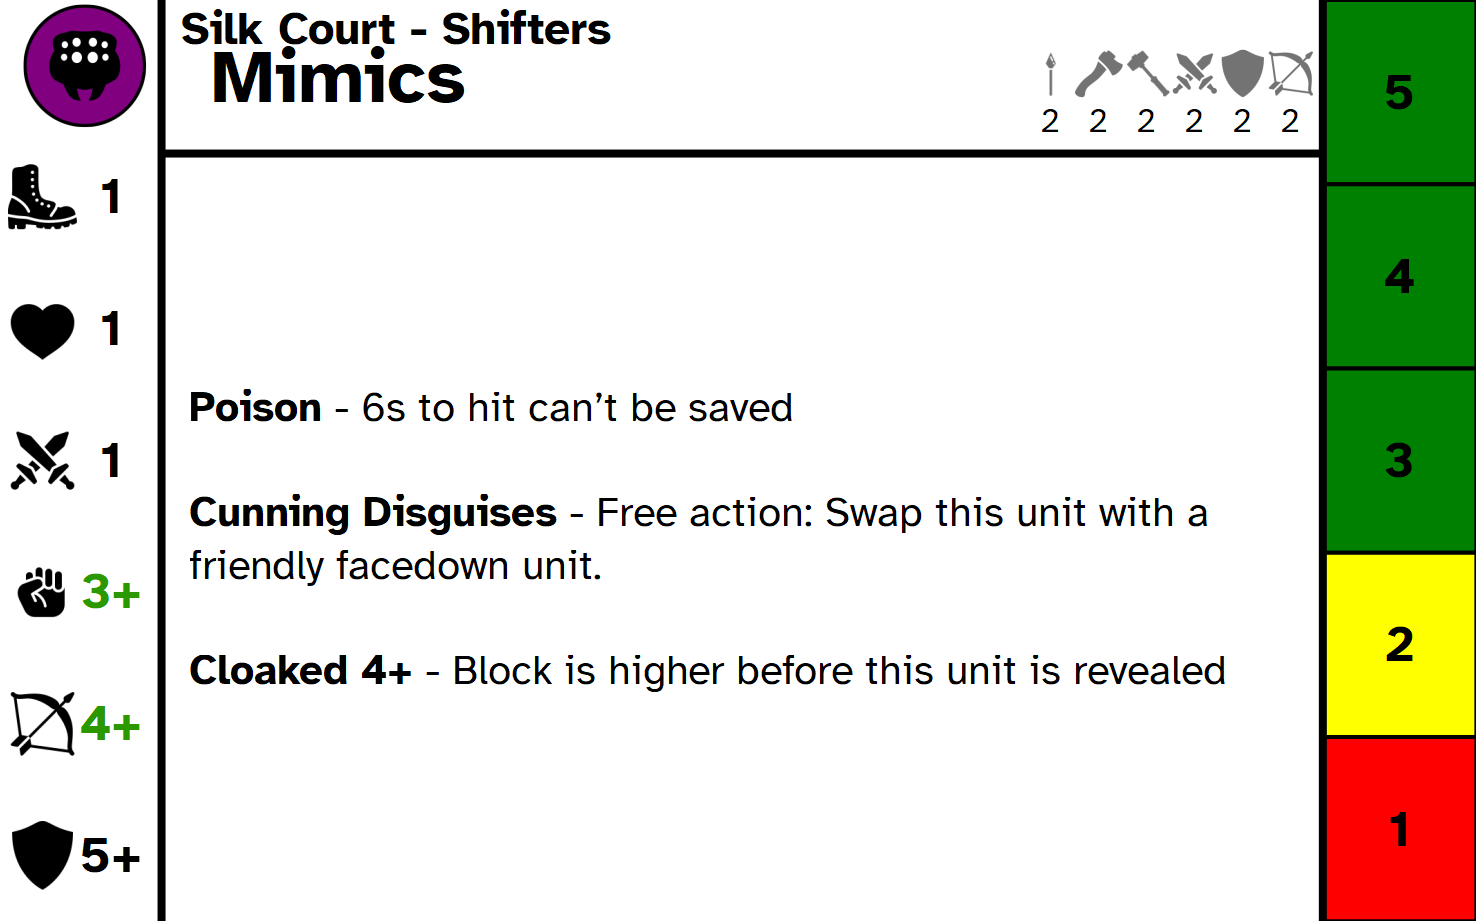 Silk Court - Shifters
Mimics
2 2 2 2 2 2
1
1
1
3+
4+
5+
Poison - 6s to hit can’t be saved
Cunning Disguises - Free action: Swap this unit with a
friendly facedown unit.
Cloaked 4+ - Block is higher before this unit is revealed
5
4
3
2
1